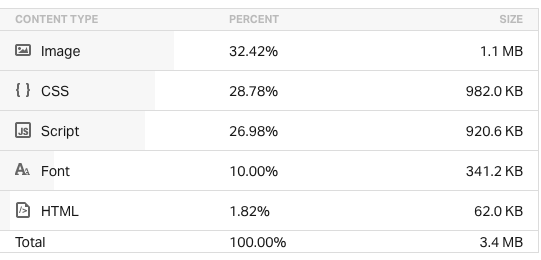 CONTENT TYPE PERCENT SIZE
Image 32.42% 1.1 MB
{ } CSS 28.78% 982.0 KB
JS Script 26.98% 920.6 KB
AA Font 10.00% 341.2 KB
</> HTML 1.82% 62.0 KB
Total 100.00% 3.4 MB